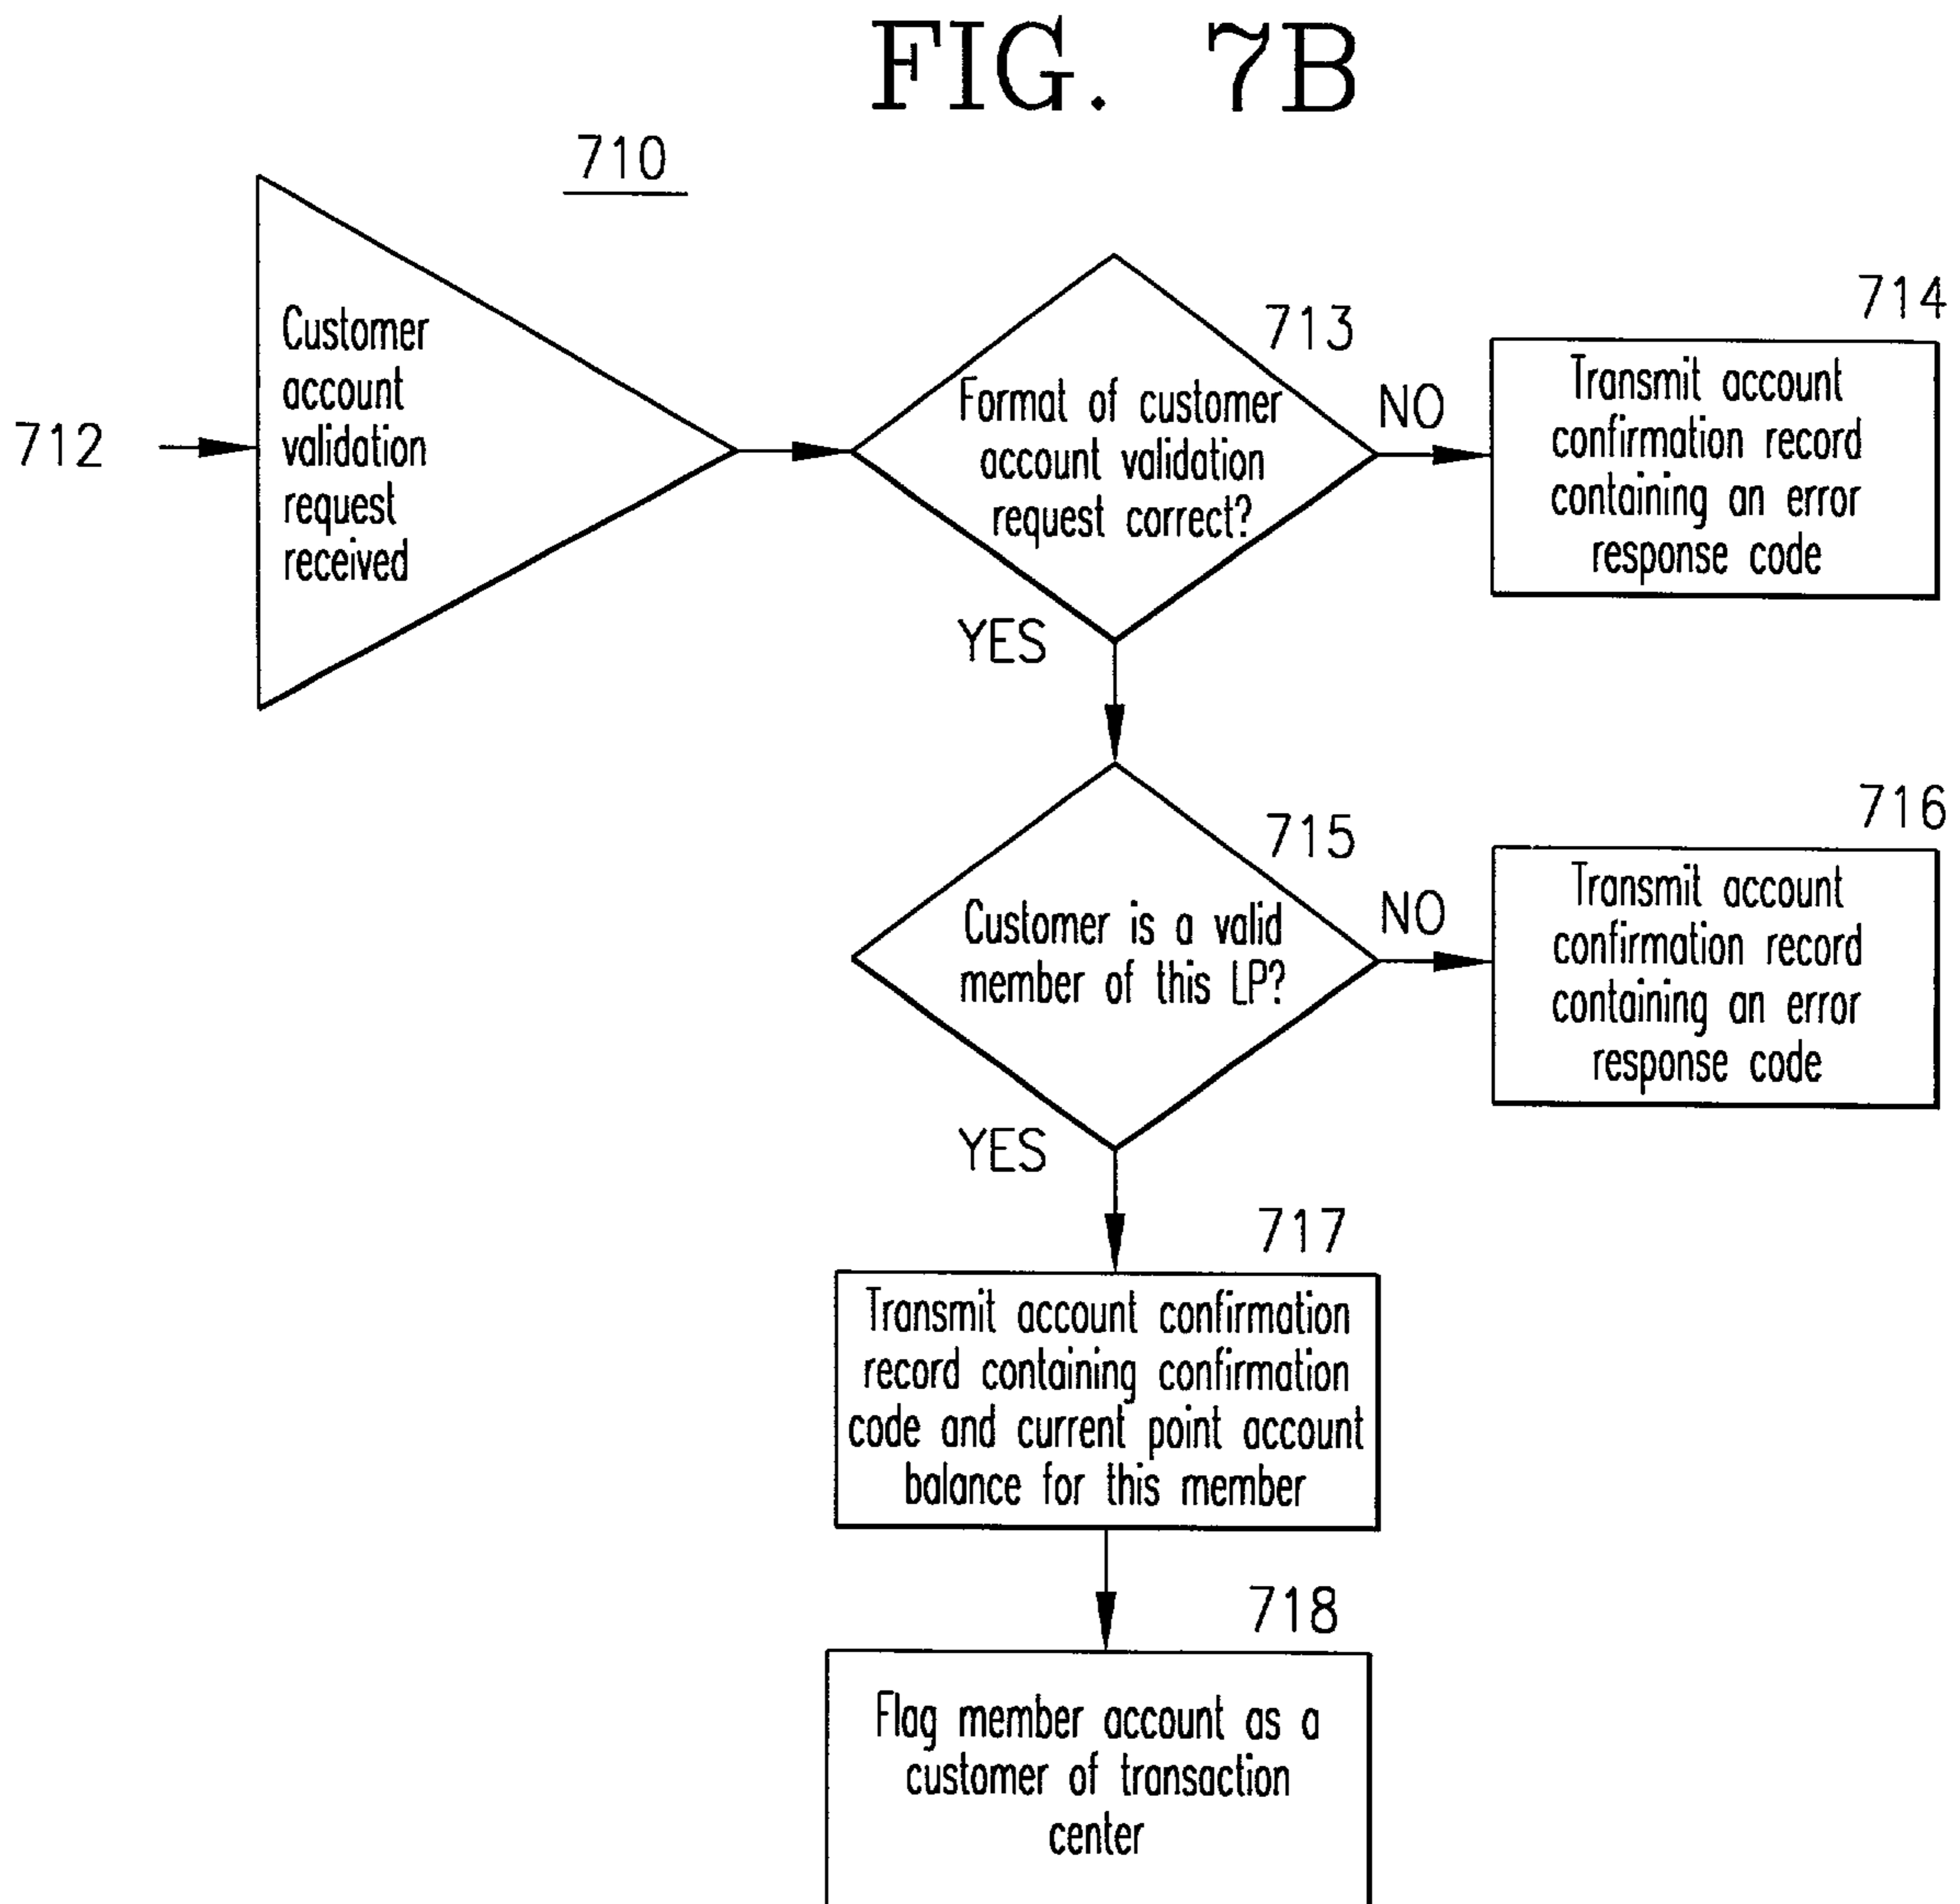 FIG. 7B
710
712
Customer
account
validation
request
received
713
Format of customer
account validation
request correct?
NO
YES
714
Transmit account
confirmation record
containing an error
response code
715
Customer is a valid
member of this LP?
NO
YES
716
Transmit account
confirmation record
containing an error
response code
717
Transmit account confirmation
record containing confirmation
code and current point account
balance for this member
718
Flag member account as a
customer of transaction
center